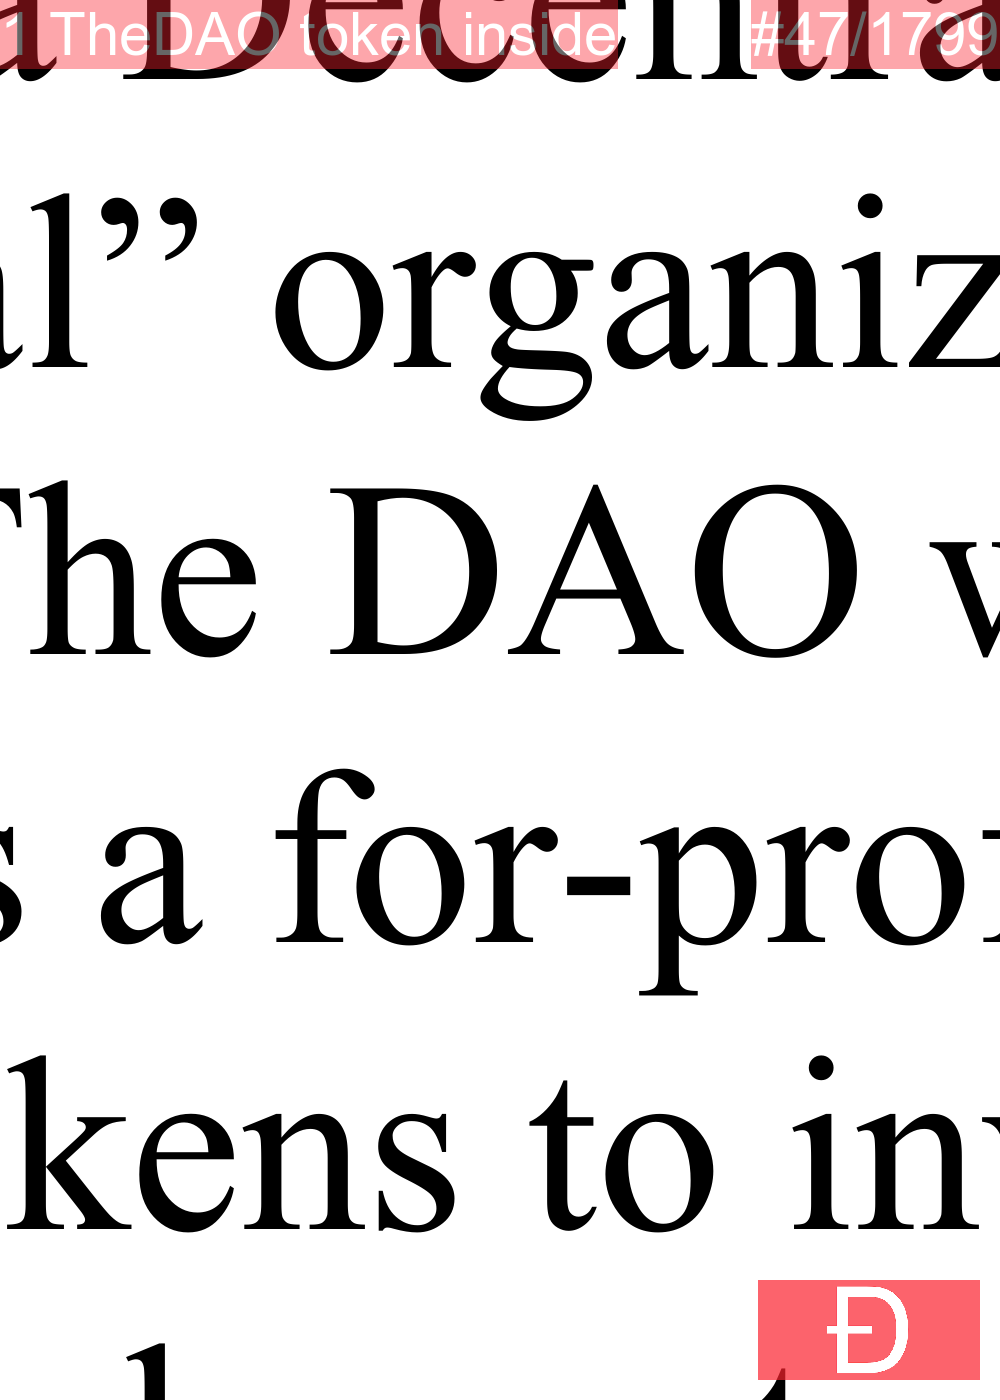 1 TheDAO token inside #47/1799
a Decentra
al” organiz
The DAO
s a for-prof
kens to inv
Đ